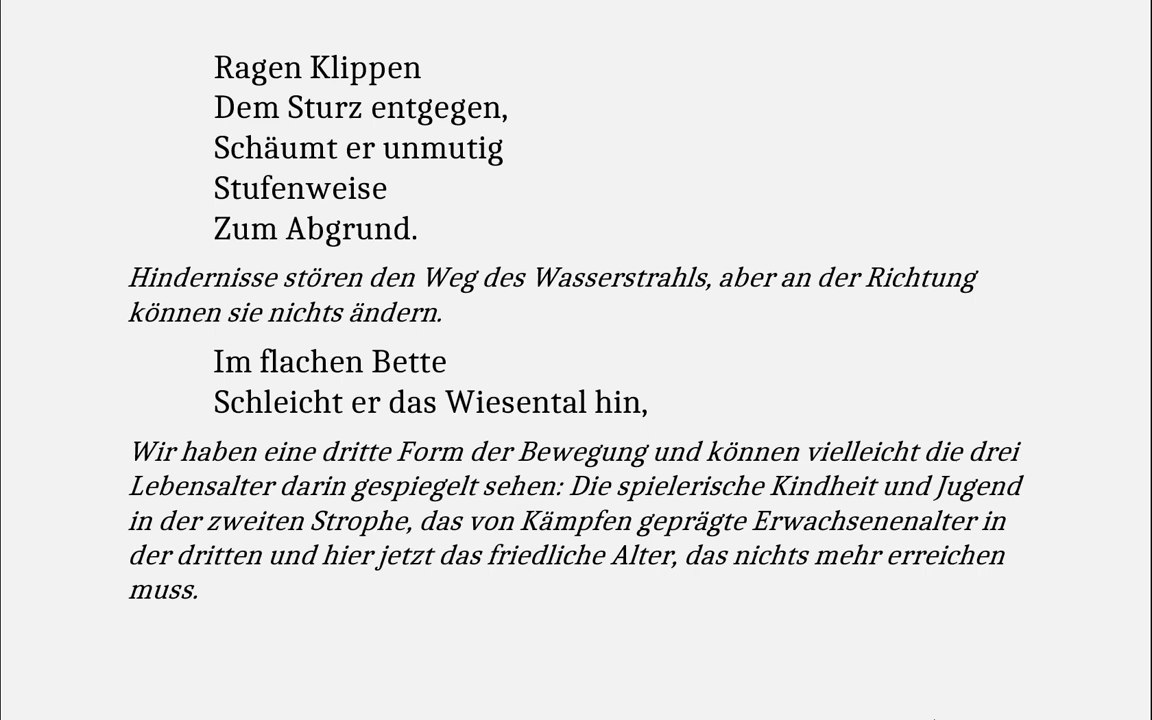 Ragen Klippen
Dem Sturz entgegen,
Schäumt er unmutig
Stufenweise
Zum Abgrund.
Hindernisse stören den Weg des Wasserstrahls, aber an der Richtung
können sie nichts ändern.
Im flachen Bette
Schleicht er das Wiesental hin,
Wir haben eine dritte Form der Bewegung und können vielleicht die drei
Lebensalter darin gespiegelt sehen: Die spielerische Kindheit und Jugend
in der zweiten Strophe, das von Kämpfen geprägte Erwachsenenalter in
der dritten und hier jetzt das friedliche Alter, das nichts mehr erreichen
muss.